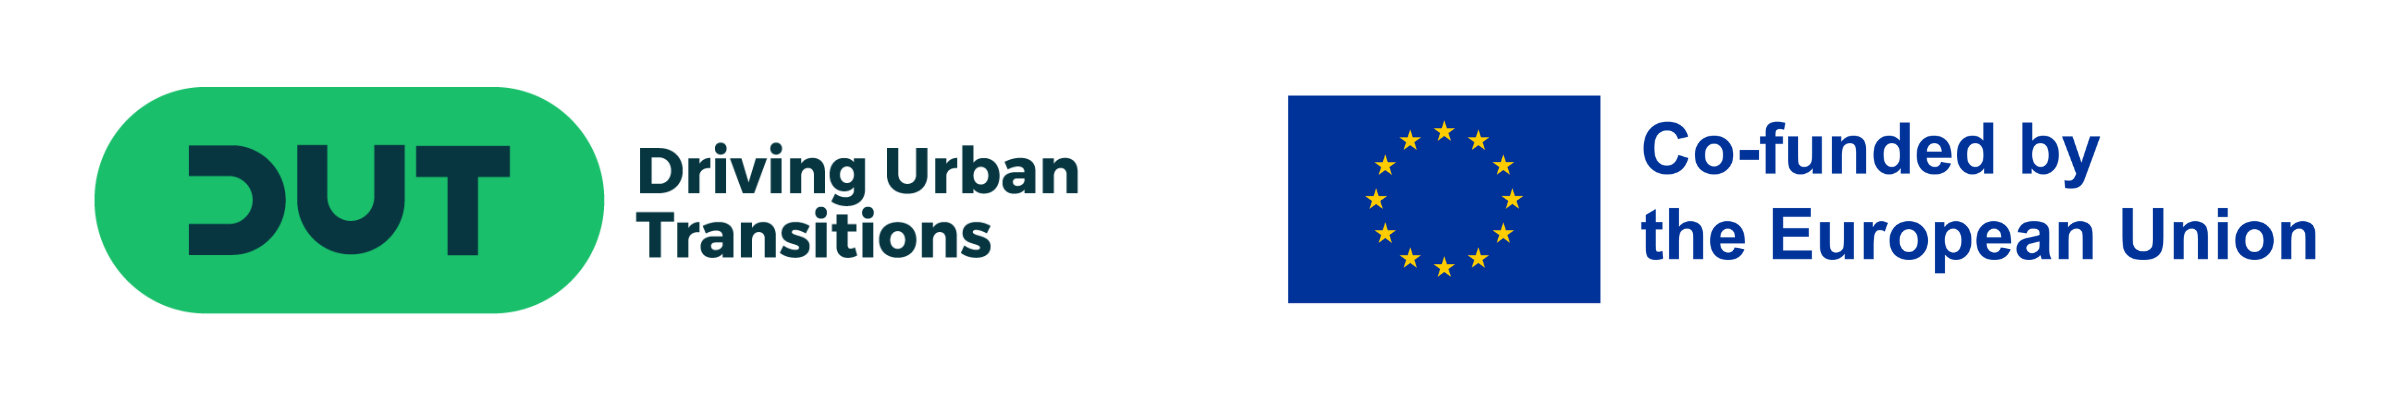 DUT
Driving Urban
Transitions
Co-funded by
the European Union